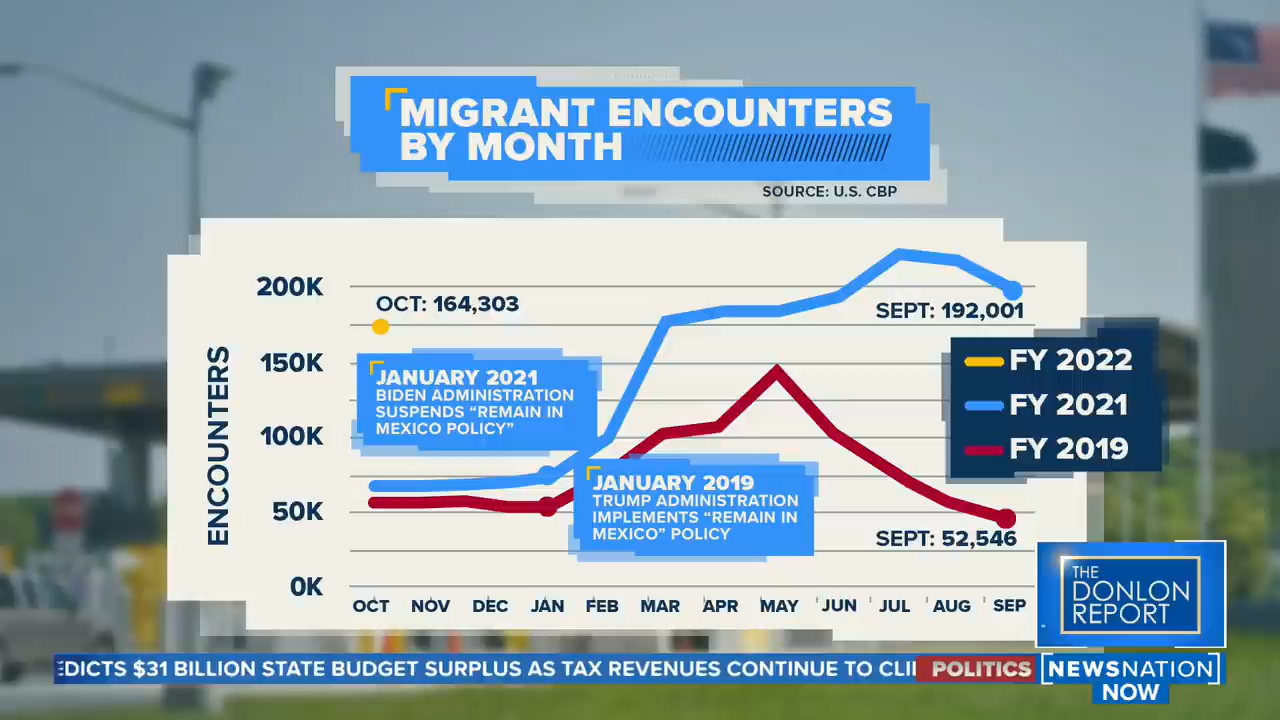 MIGRANT ENCOUNTERS
BY MONTH
SOURCE: U.S. CBP
ENCOUNTERS
200K
150K
100K
50K
0K
OCT: 164,303
SEPT: 192,001
JANUARY 2021
BIDEN ADMINISTRATION
SUSPENDS “REMAIN IN
MEXICO POLICY”
JANUARY 2019
TRUMP ADMINISTRATION
IMPLEMENTS “REMAIN IN
MEXICO” POLICY
SEPT: 52,546
FY 2022
FY 2021
FY 2019
OCT NOV DEC JAN FEB MAR APR MAY JUN JUL AUG SEP
THE
DONLON
REPORT
$31 BILLION STATE BUDGET SURPLUS AS TAX REVENUES CONTINUE TO
POLITICS
NEWSNATION
NOW